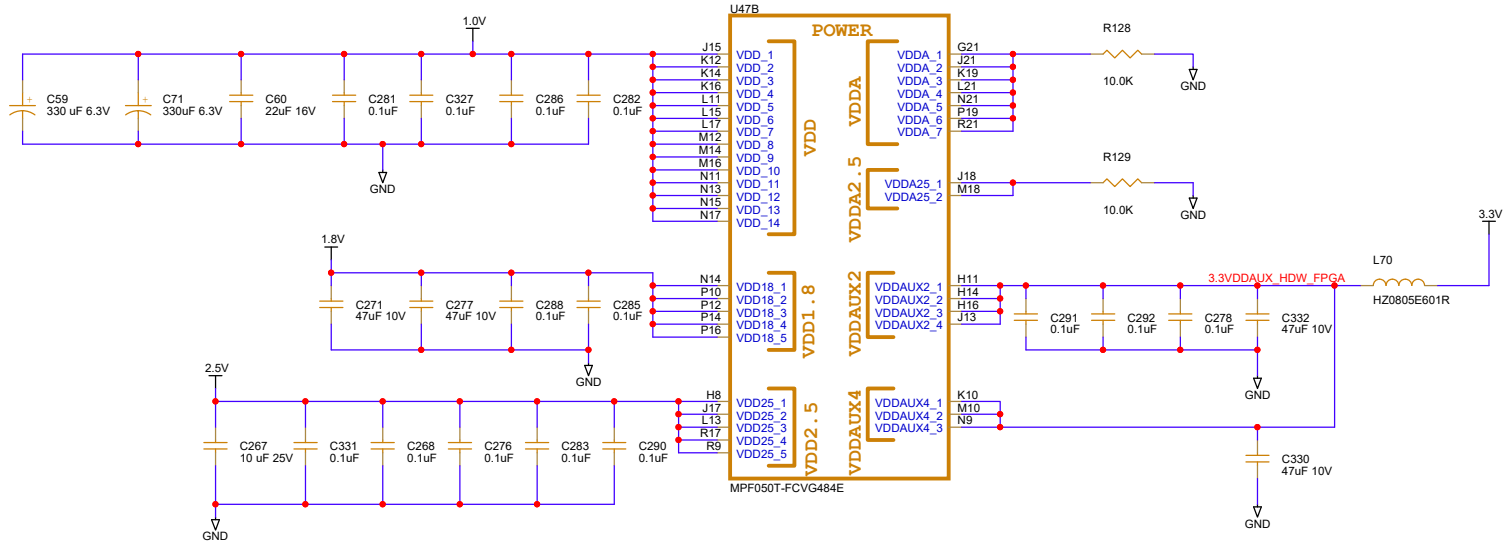 U47B
POWER
1.0V
C59
330 uF 6.3V
C71
330uF 6.3V
C60
22uF 16V
C281
0.1uF
C327
0.1uF
C286
0.1uF
C282
0.1uF
GND
J15 VDD_1
K12 VDD_2
K14 VDD_3
K16 VDD_4
L11 VDD_5
L15 VDD_6
L17 VDD_7
M12 VDD_8
M14 VDD_9
M16 VDD_10
N11 VDD_11
N13 VDD_12
N15 VDD_13
N17 VDD_14
VDD
VDDA
VDDA_1 G21
VDDA_2 J21
VDDA_3 K19
VDDA_4 L21
VDDA_5 N21
VDDA_6 P19
VDDA_7 R21
R128
10.0K
GND
VDDA2.5
VDDA25_1 J18
VDDA25_2 M18
R129
10.0K
GND
1.8V
C271
47uF 10V
C277
47uF 10V
C288
0.1uF
C285
0.1uF
GND
N14 VDD18_1
P10 VDD18_2
P12 VDD18_3
P14 VDD18_4
P16 VDD18_5
VDD1.8
VDDAUX2
VDDAUX2_1 H11
VDDAUX2_2 H14
VDDAUX2_3 H16
VDDAUX2_4 J13
3.3VDDAUX_HDW_FPGA
L70
HZ0805E601R
3.3V
C291
0.1uF
C292
0.1uF
C278
0.1uF
C332
47uF 10V
GND
2.5V
C267
10 uF 25V
C331
0.1uF
C268
0.1uF
C276
0.1uF
C283
0.1uF
C290
0.1uF
GND
H8 VDD25_1
J17 VDD25_2
L13 VDD25_3
R17 VDD25_4
R9 VDD25_5
VDD2.5
VDDAUX4
VDDAUX4_1 K10
VDDAUX4_2 M10
VDDAUX4_3 N9
C330
47uF 10V
GND
MPF050T-FCVG484E